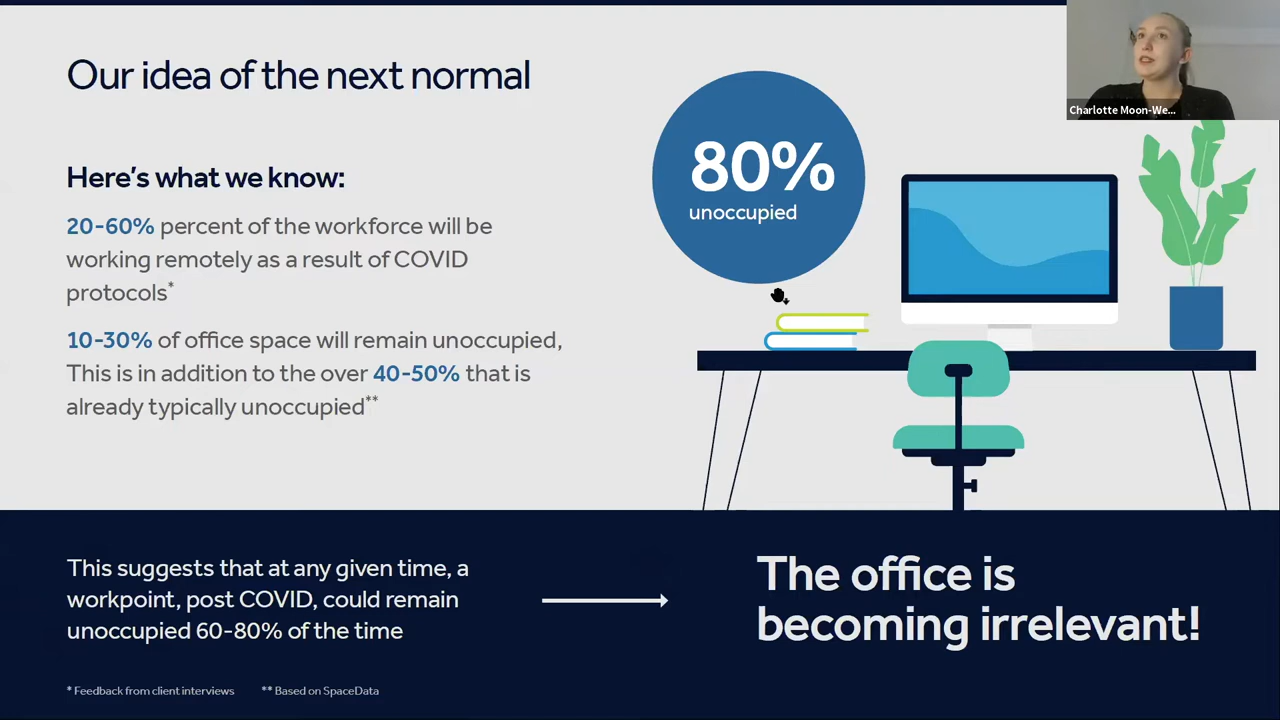 Our idea of the next normal
Here's what we know:
20-60% percent of the workforce will be
working remotely as a result of COVID
protocols*
10-30% of office space will remain unoccupied,
This is in addition to the over 40-50% that is
already typically unoccupied**
80%
unoccupied
Charlotte Moon-We...
This suggests that at any given time, a
workpoint, post COVID, could remain
unoccupied 60-80% of the time
The office is
becoming irrelevant!
* Feedback from client interviews
** Based on SpaceData